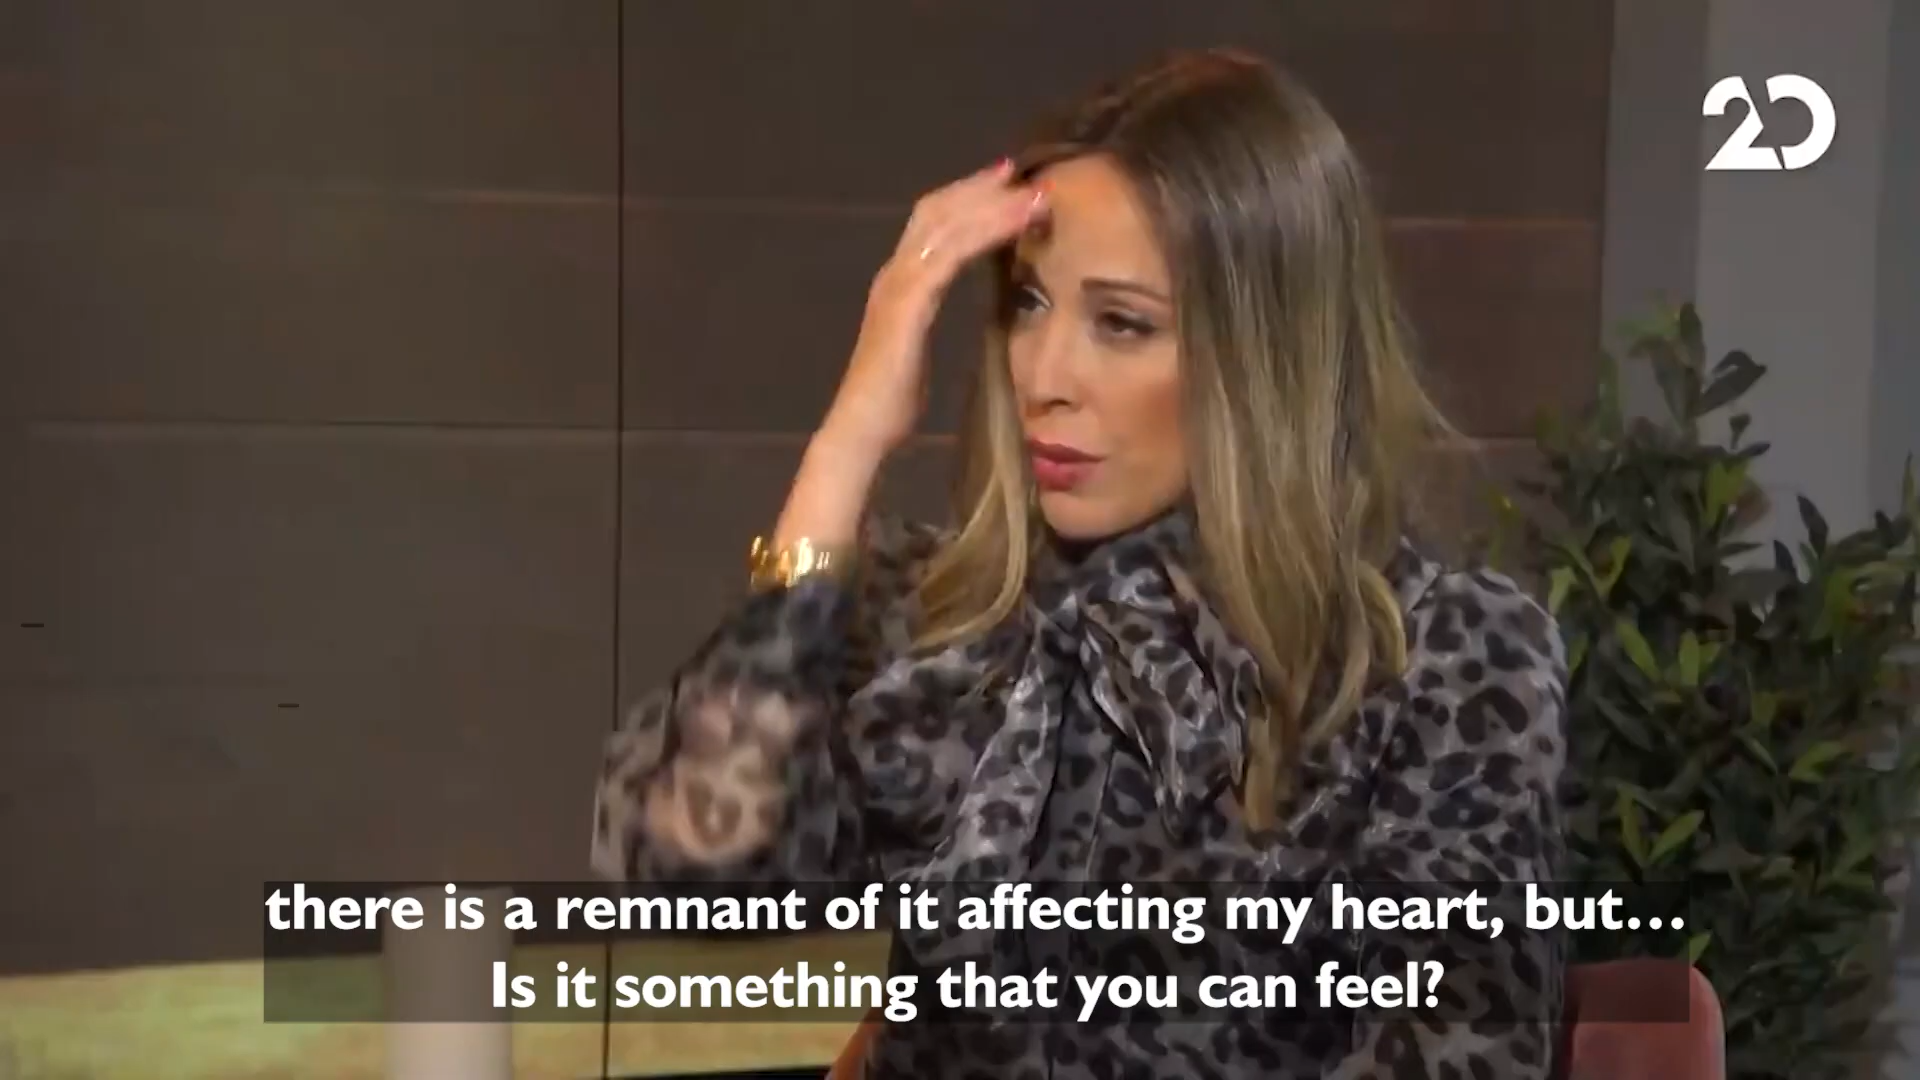 20
there is a remnant of it affecting my heart, but...
Is it something that you can feel?